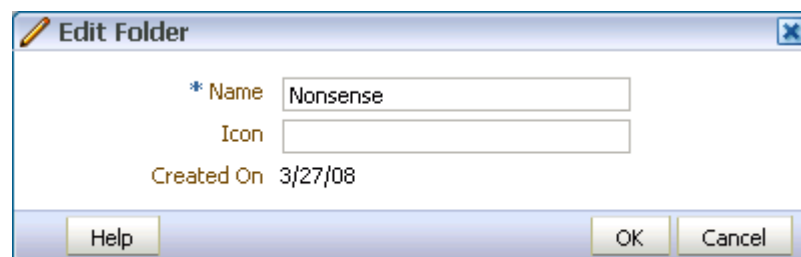 Edit Folder
* Name Nonsense
Icon
Created On 3/27/08
Help OK Cancel